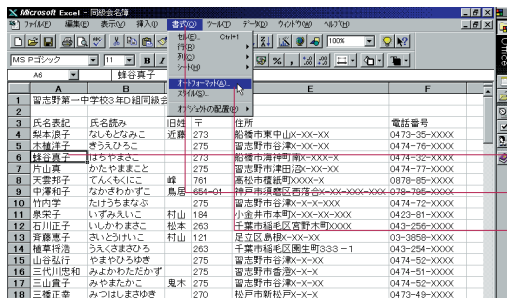 Microsoft Excel - 同級会名簿
ファイル(F) 編集(E) 表示(V) 挿入(I) 書式(O) ツール(T) データ(D) ウィンドウ(W) ヘルプ(H)
100%
MS Pゴシック 11 B I
A6 蜂谷真子
セル(E)... Ctrl+1
行(R)
列(C)
シート(H)
オートフォーマット(A)...
スタイル(S)...
オブジェクトの配置(P)
Office
A B E F
1 習志野第一中学校3年D組同級会
2
3 氏名表記 氏名読み 旧姓 〒 住所 電話番号
4 梨本浪子 なしもとなみこ 近藤 273 船橋市東中山X-XX-XX 0473-35-XXXX
5 木植洋子 きうえひろこ 275 習志野市谷津X-XX-XX 0474-76-XXXX
6 蜂谷真子 はちやまさこ 273 船橋市海神町南X-XXX-X 0474-32-XXXX
7 片山真 かたやままこと 275 習志野市津田沼X-XX-XX 0474-77-XXXX
8 天雲邦子 てんくもくにこ 峰 761 高松市檀紙町XXXX-X 0878-85-XXXX
9 中澤和子 なかざわかずこ 鳥居 651-01 神戸市須磨区西落合X-XX-XXX-XXX 078-795-XXXX
10 竹内学 たけうちまなぶ 275 習志野市谷津X-X-X-XXX 0474-72-XXXX
11 泉栄子 いずみえいこ 村山 184 小金井市本町X-XX-XX-XXX 0423-81-XXXX
12 石川正子 いしかわまさこ 松本 263 千葉市稲毛区宮野木町XXXX 043-256-XXXX
13 斉藤恵子 さいとうけいこ 村山 121 足立区島根X-XX-XX 03-3858-XXXX
14 植草将浩 うえくさまさひろ 263 千葉市稲毛区園生町333-1 043-254-XXXX
15 山谷弘行 やまやひろゆき 275 習志野市谷津X-XX-X 0474-52-XXXX
16 三代川忠和 みよかわただかず 275 習志野市香澄X-X-X 0474-51-XXXX
17 三山貴子 みやまたかこ 鬼木 275 習志野市谷津X-X-X 0474-52-XXXX
18 三橋正幸 みつはしまさゆき 270 松戸市新松戸X-X-X 0473-49-XXXX